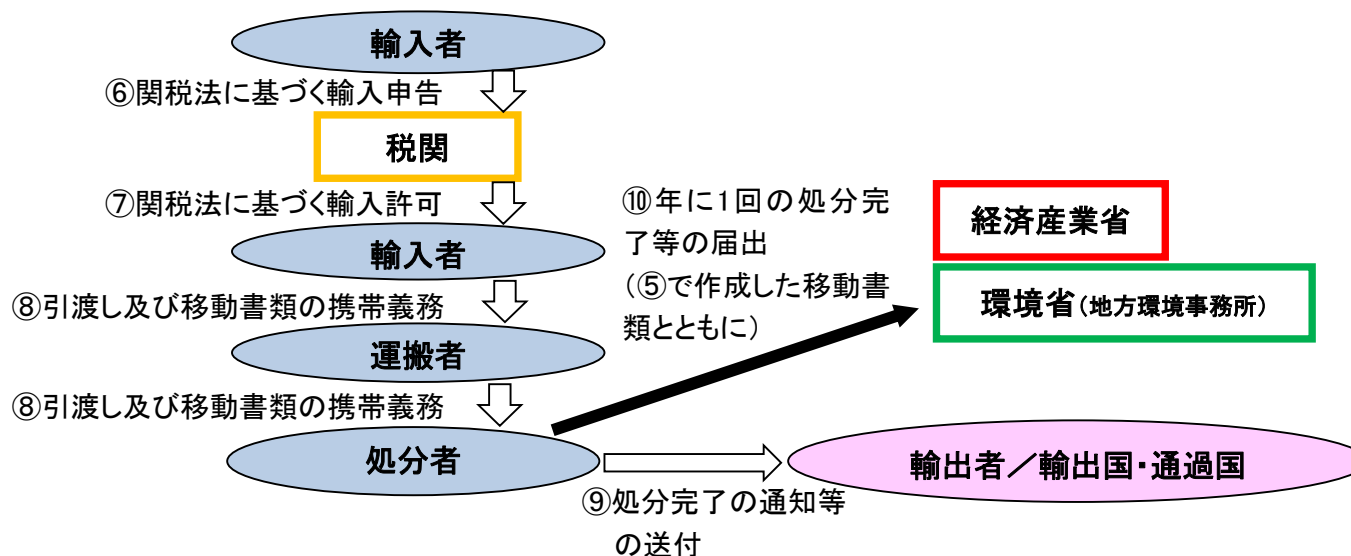 輸入者
⑥関税法に基づく輸入申告
税関
⑦関税法に基づく輸入許可
輸入者
⑧引渡し及び移動書類の携帯義務
運搬者
⑧引渡し及び移動書類の携帯義務
処分者
⑩年に1回の処分完
了等の届出
(⑤で作成した移動書
類とともに)
経済産業省
環境省(地方環境事務所)
⑨処分完了の通知等
の送付
輸出者/輸出国・通過国